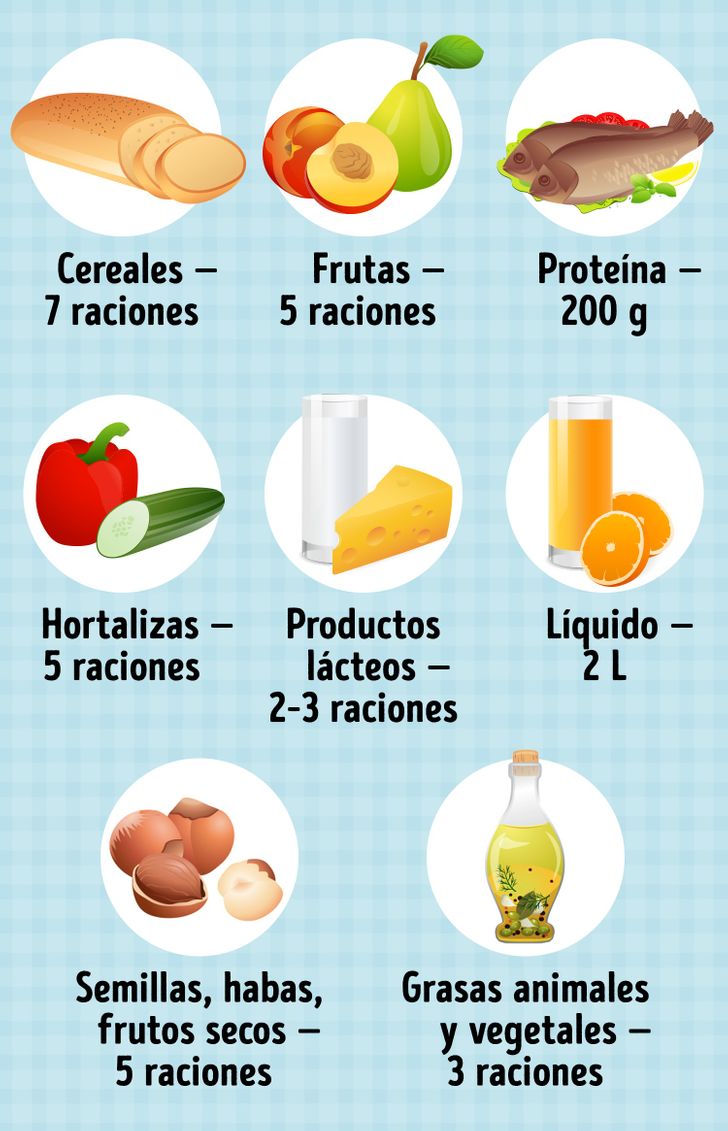 Cereales –
7 raciones
Frutas –
5 raciones
Proteína –
200 g
Hortalizas –
5 raciones
Productos
lácteos –
2-3 raciones
Líquido –
2 L
Semillas, habas,
frutos secos –
5 raciones
Grasas animales
y vegetales –
3 raciones